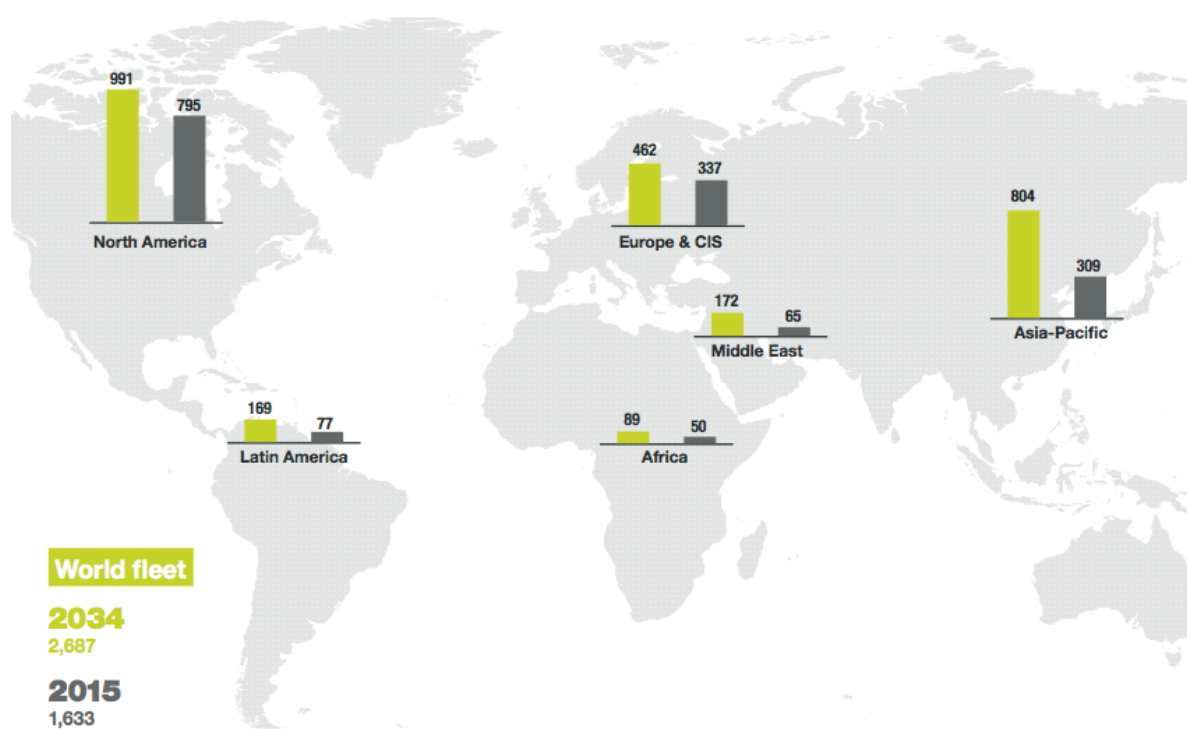 991
795
North America
462
337
Europe & CIS
804
309
Asia-Pacific
172
65
Middle East
169
77
Latin America
89
50
Africa
World fleet
2034
2,687
2015
1,633